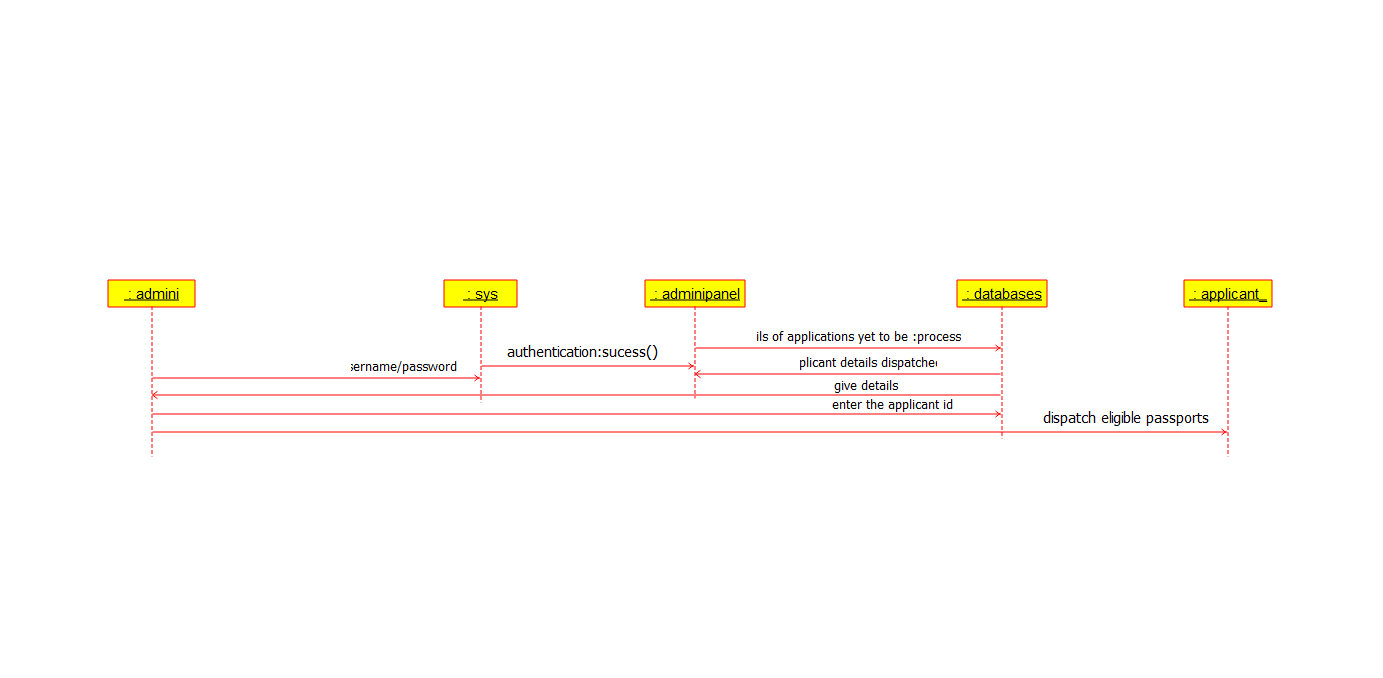 : admini
: sys
: adminipanel
: databases
: applicant_
ils of applications yet to be :process
authentication:sucess()
plicant details dispatched
sername/password
give details
enter the applicant id
dispatch eligible passports